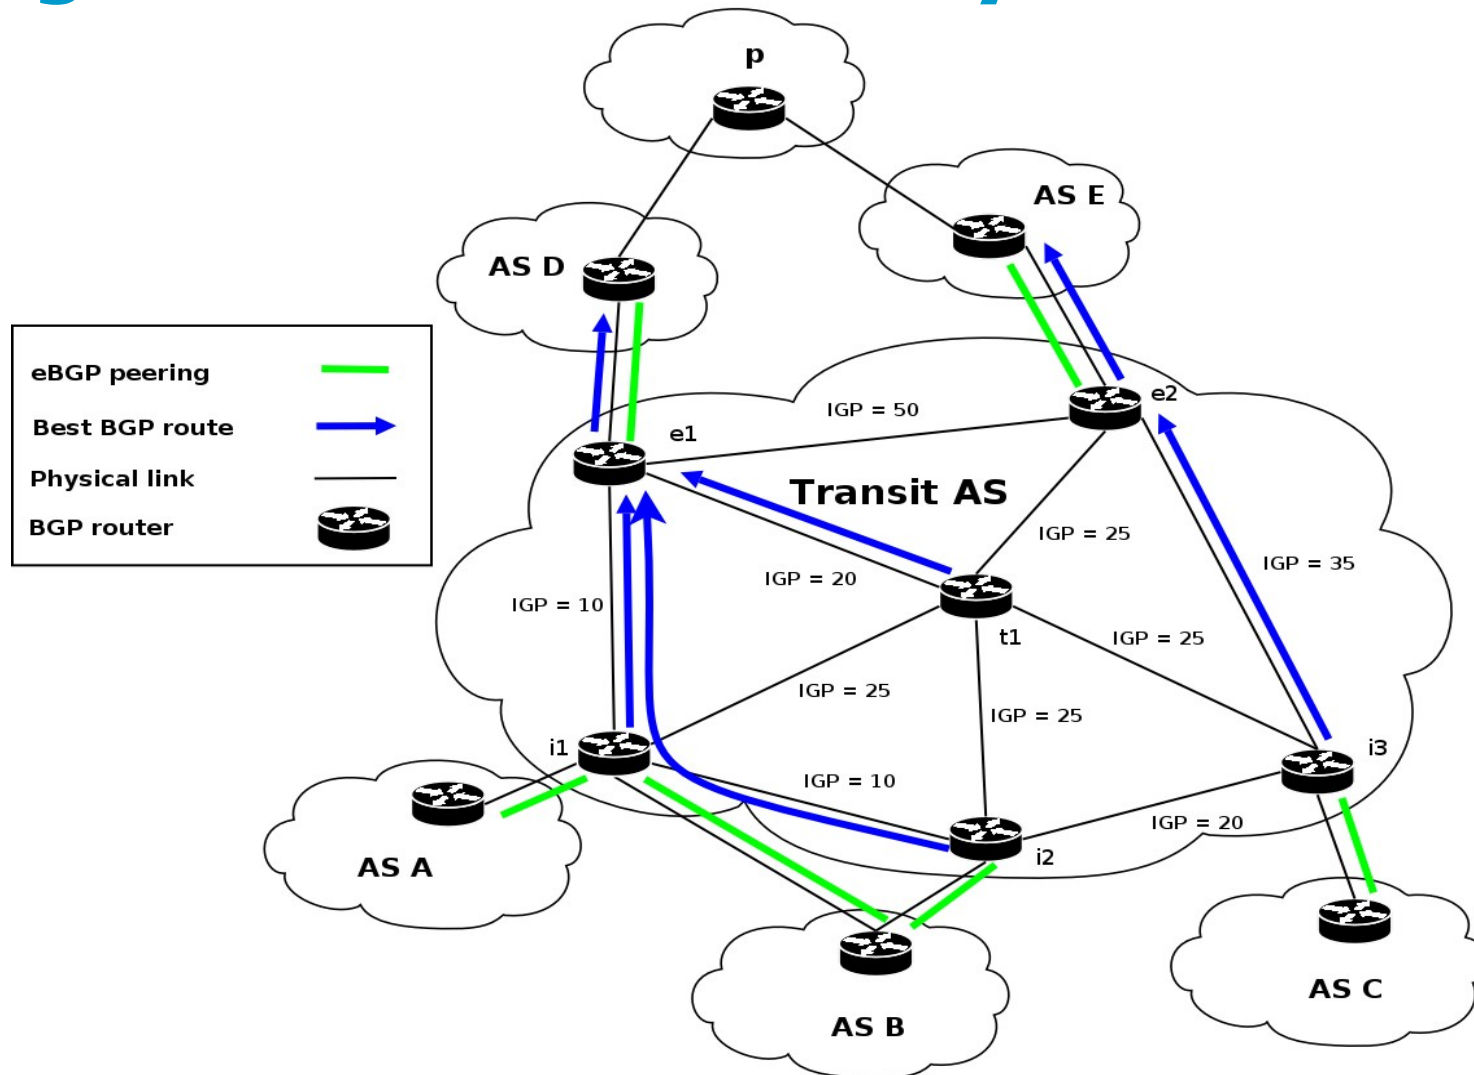 p
AS E
AS D
eBGP peering
Best BGP route
Physical link
BGP router
e2
IGP = 50
e1
Transit AS
IGP = 25
IGP = 35
IGP = 20
IGP = 10
t1
IGP = 25
IGP = 25
IGP = 25
i1
i3
IGP = 10
IGP = 20
i2
AS A
AS C
AS B